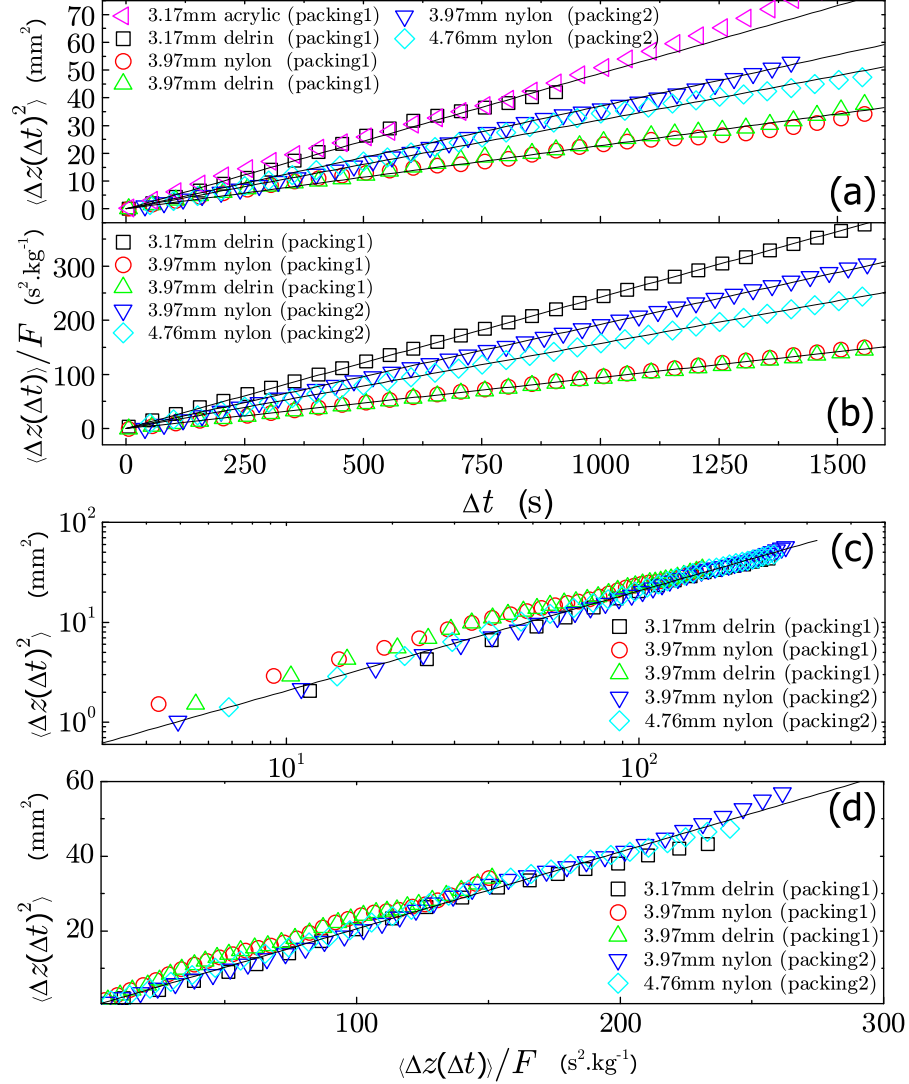 3.17mm acrylic (packing1)
3.17mm delrin (packing1)
3.97mm nylon (packing1)
3.97mm delrin (packing1)
3.97mm nylon (packing2)
4.76mm nylon (packing2)
⟨Δz(Δt)²⟩ (mm²)
70
60
50
40
30
20
10
0
(a)
3.17mm delrin (packing1)
3.97mm nylon (packing1)
3.97mm delrin (packing1)
3.97mm nylon (packing2)
4.76mm nylon (packing2)
⟨Δz(Δt)⟩/F (s².kg⁻¹)
300
200
100
0
(b)
0 250 500 750 1000 1250 1500
Δt (s)
⟨Δz(Δt)²⟩ (mm²)
10²
10¹
10⁰
(c)
3.17mm delrin (packing1)
3.97mm nylon (packing1)
3.97mm delrin (packing1)
3.97mm nylon (packing2)
4.76mm nylon (packing2)
10¹ 10²
⟨Δz(Δt)²⟩ (mm²)
60
40
20
(d)
3.17mm delrin (packing1)
3.97mm nylon (packing1)
3.97mm delrin (packing1)
3.97mm nylon (packing2)
4.76mm nylon (packing2)
100 200 300
⟨Δz(Δt)⟩/F (s².kg⁻¹)